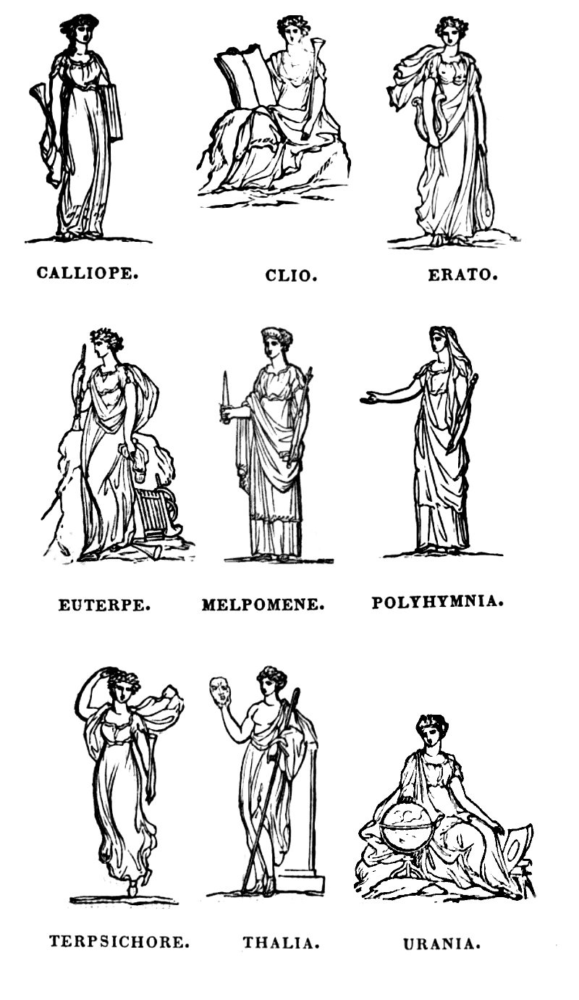 CALLIOPE. CLIO. ERATO.
EUTERPE. MELPOMENE. POLYHYMNIA.
TERPSICHORE. THALIA. URANIA.